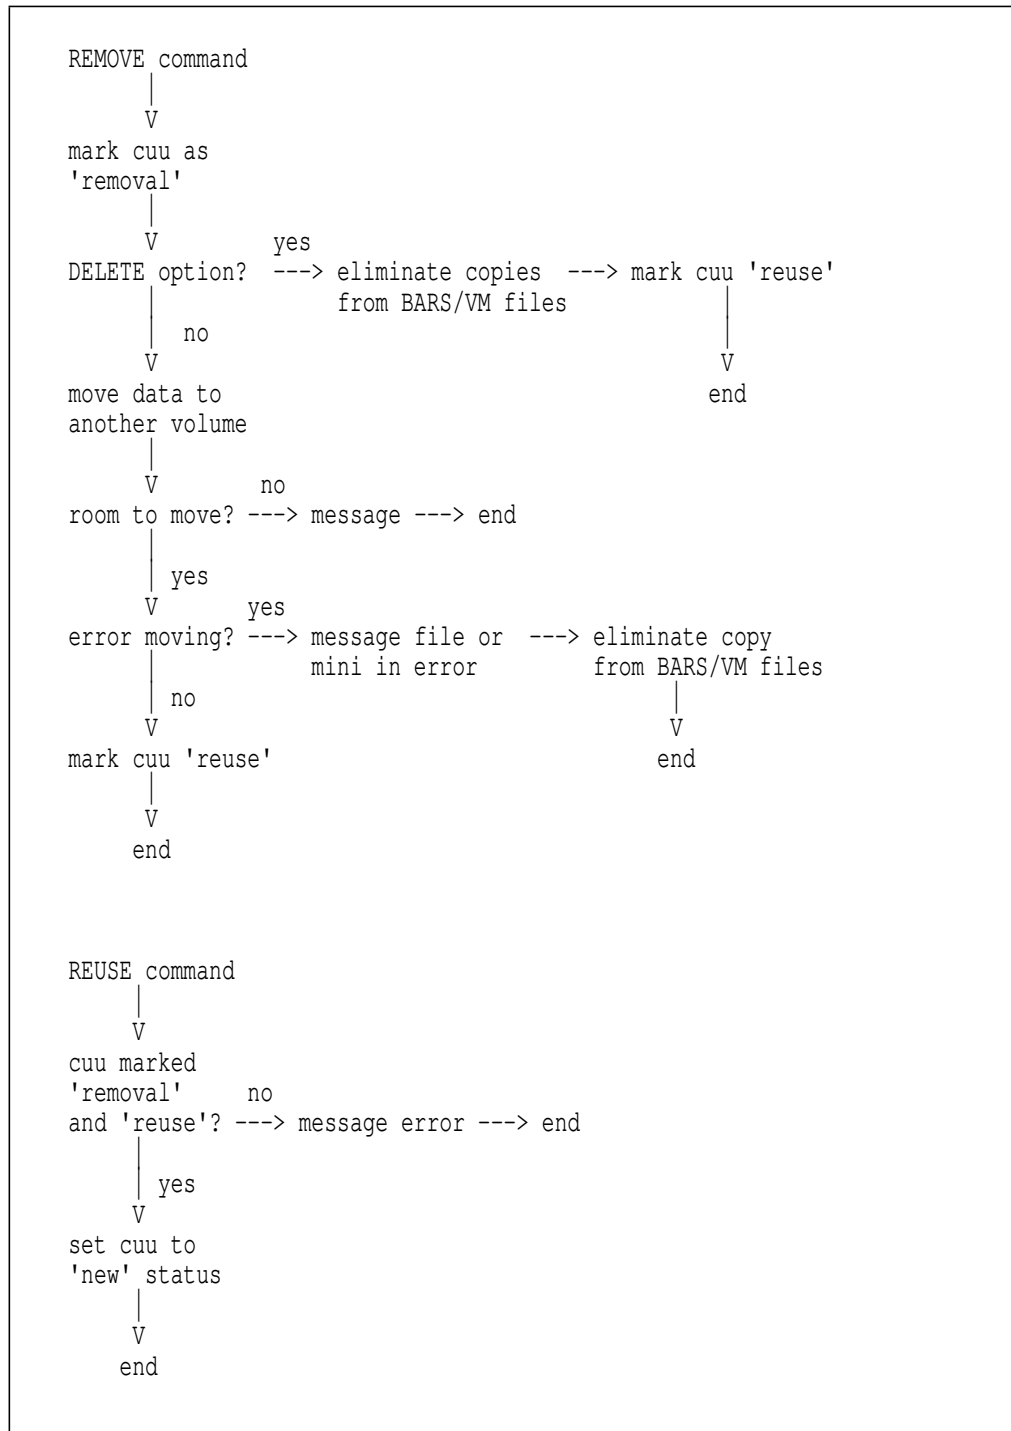 REMOVE command
|
V
mark cuu as
'removal'
|
V yes
DELETE option? ---> eliminate copies ---> mark cuu 'reuse'
from BARS/VM files
no
V V
move data to end
another volume
|
V no
room to move? ---> message ---> end
|
yes
V yes
error moving? ---> message file or ---> eliminate copy
mini in error from BARS/VM files
no
V V
mark cuu 'reuse' end
|
V
end
REUSE command
|
V
cuu marked
'removal' no
and 'reuse'? ---> message error ---> end
|
yes
V
set cuu to
'new' status
|
V
end